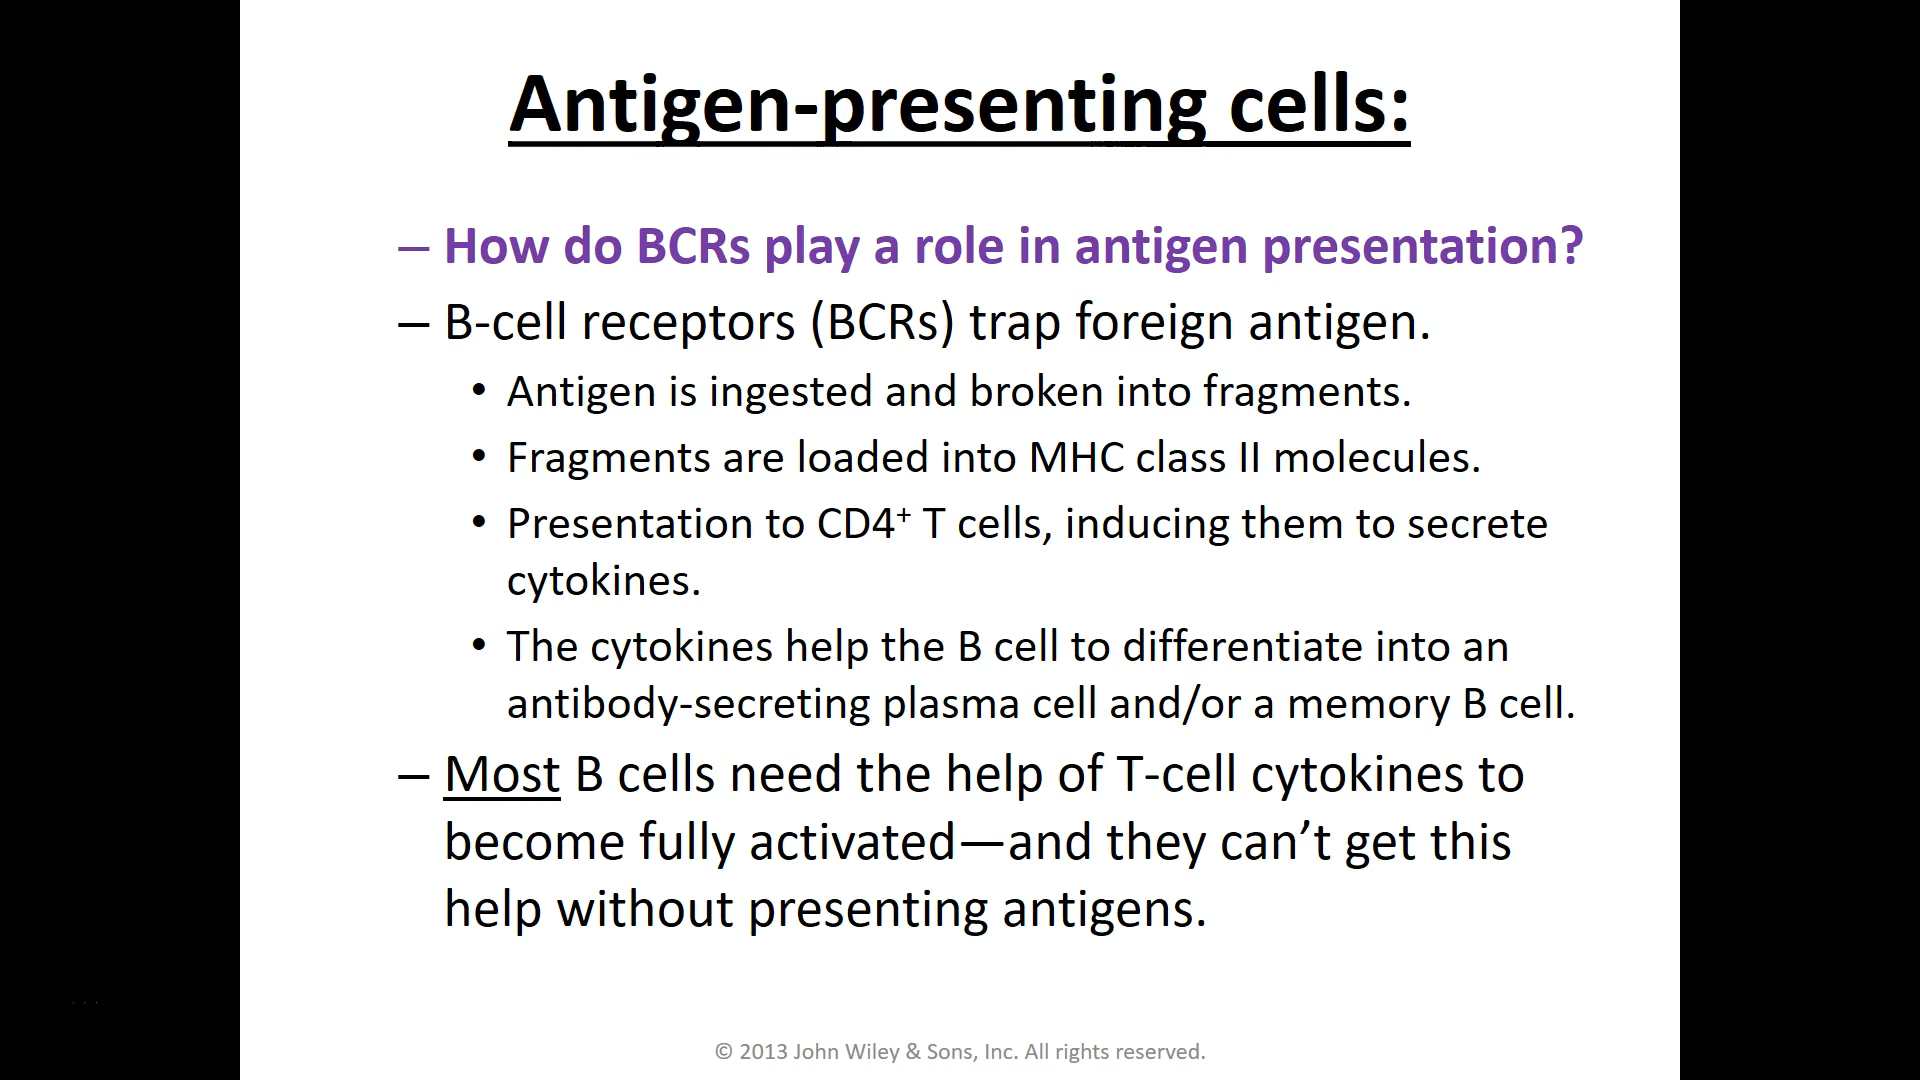 Antigen-presenting cells:
– How do BCRs play a role in antigen presentation?
– B-cell receptors (BCRs) trap foreign antigen.
• Antigen is ingested and broken into fragments.
• Fragments are loaded into MHC class II molecules.
• Presentation to CD4⁺ T cells, inducing them to secrete
cytokines.
• The cytokines help the B cell to differentiate into an
antibody-secreting plasma cell and/or a memory B cell.
– Most B cells need the help of T-cell cytokines to
become fully activated—and they can’t get this
help without presenting antigens.
© 2013 John Wiley & Sons, Inc. All rights reserved.